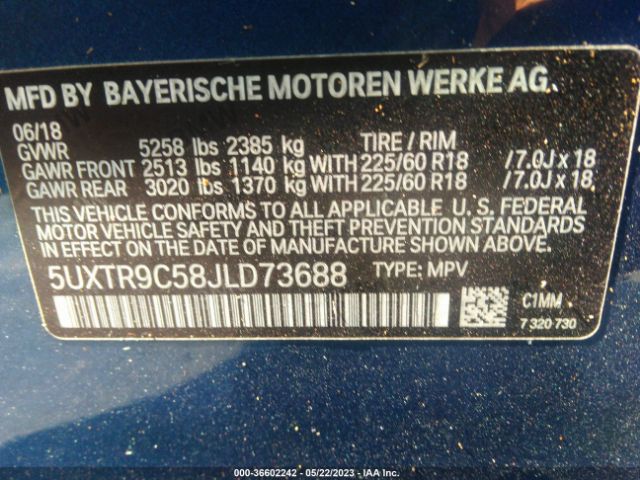 MFD BY BAYERISCHE MOTOREN WERKE AG.
06/18
GVWR 5258 lbs 2385 kg TIRE / RIM
GAWR FRONT 2513 lbs 1140 kg WITH 225/60 R18 /7.0J x 18
GAWR REAR 3020 lbs 1370 kg WITH 225/60 R18 /7.0J x 18
THIS VEHICLE CONFORMS TO ALL APPLICABLE U. S. FEDERAL
MOTOR VEHICLE SAFETY AND THEFT PREVENTION STANDARDS
IN EFFECT ON THE DATE OF MANUFACTURE SHOWN ABOVE.
5UXTR9C58JLD73688 TYPE: MPV
C1MM
7 320 730
000-36602242 - 05/22/2023 - IAA Inc.